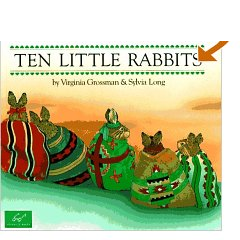 TEN LITTLE RABBITS
by Virginia Grossman & Sylvia Long